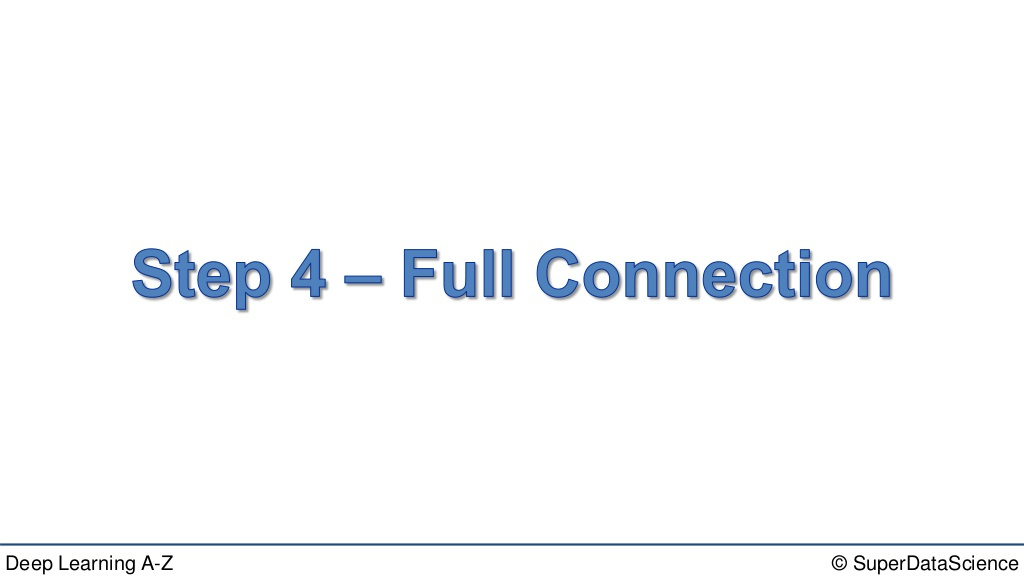 Step 4 – Full Connection
Deep Learning A-Z
© SuperDataScience